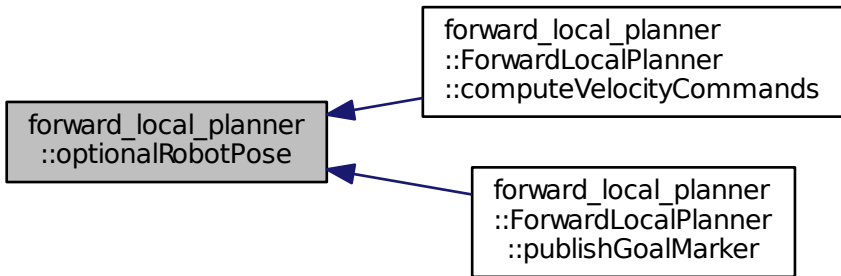 forward_local_planner
::optionalRobotPose
forward_local_planner
::ForwardLocalPlanner
::computeVelocityCommands
forward_local_planner
::ForwardLocalPlanner
::publishGoalMarker